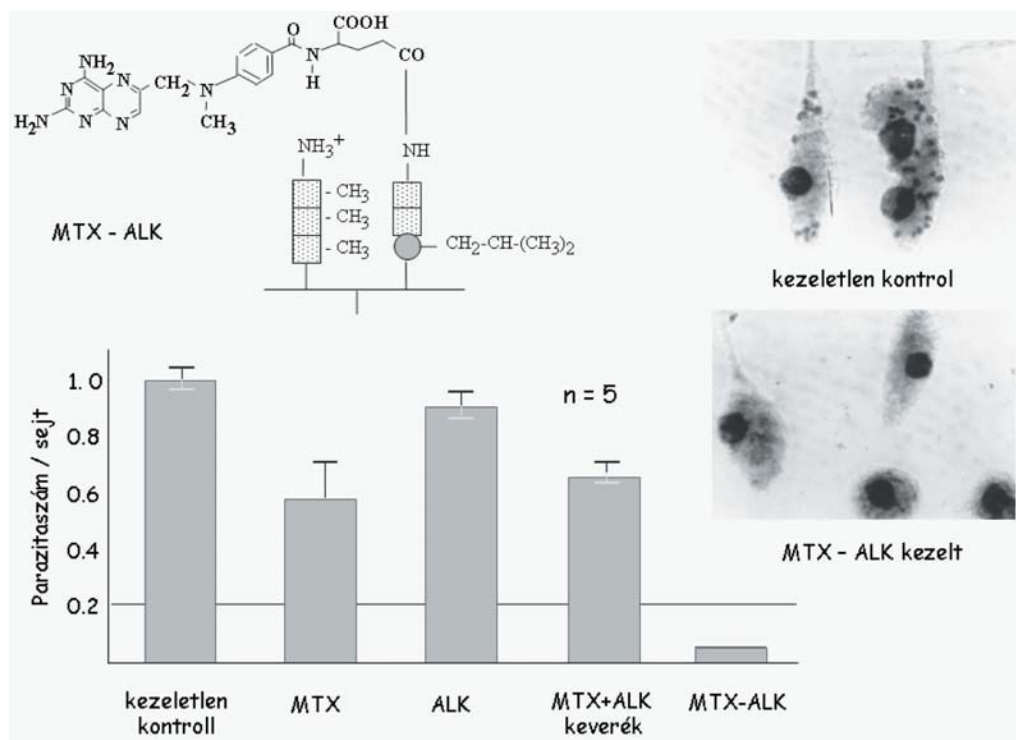 COOH
O
NH₂
CO
N
H
N
CH₂
N
N
N
H₂N
N
N
CH₃
NH₃⁺
NH
- CH₃
- CH₃
- CH₃
CH₂-CH-(CH₃)₂
MTX - ALK
kezeletlen kontrol
MTX - ALK kezelt
Parazitaszám / sejt
1. 0
0.8
0.6
0.4
0.2
n = 5
kezeletlen
kontroll
MTX
ALK
MTX+ALK
keverék
MTX-ALK